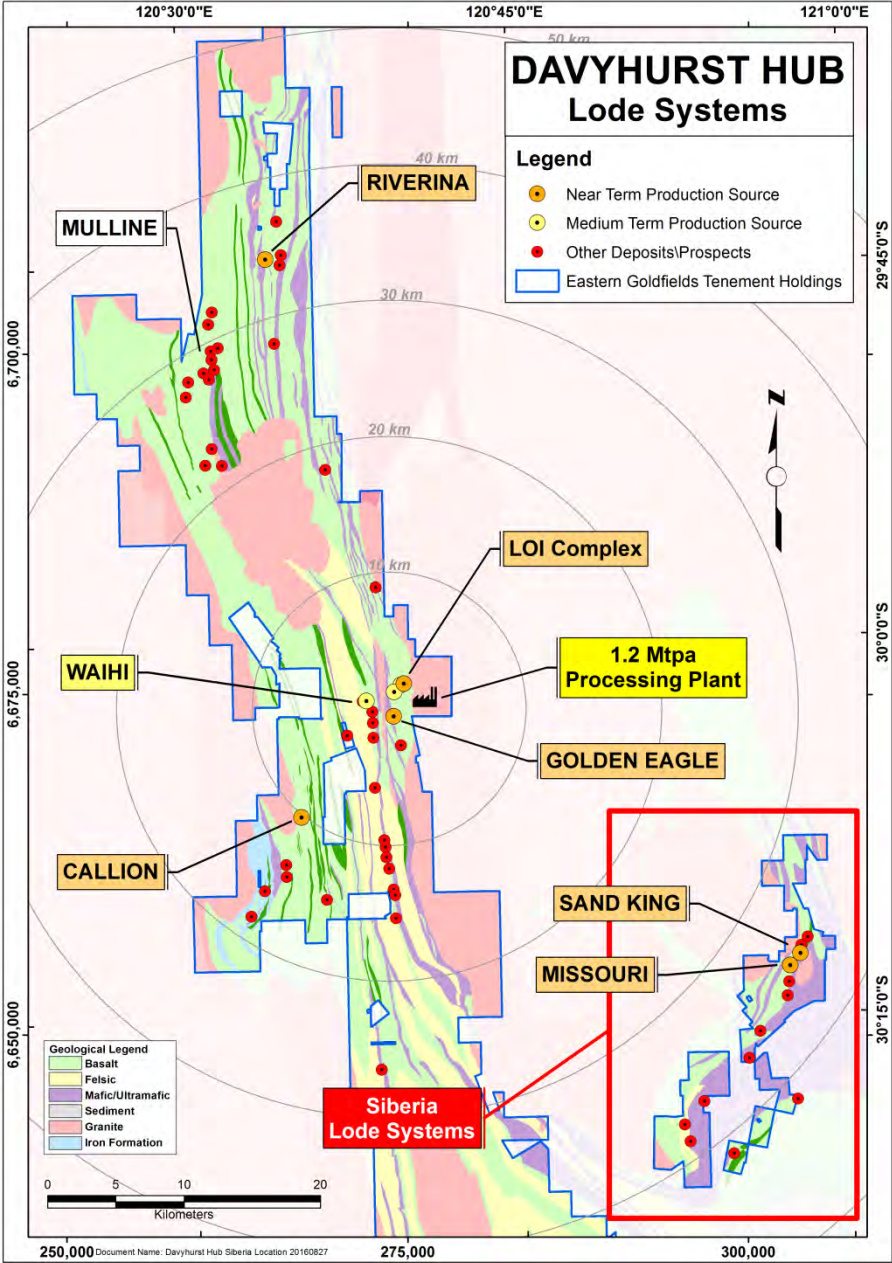 120°30'0"E
120°45'0"E
121°0'0"E
50 km
DAVYHURST HUB
Lode Systems
Legend
Near Term Production Source
Medium Term Production Source
Other Deposits\Prospects
Eastern Goldfields Tenement Holdings
40 km
RIVERINA
MULLINE
29°45'0"S
30 km
6,700,000
N
20 km
LOI Complex
10 km
30°0'0"S
WAIHI
1.2 Mtpa
Processing Plant
6,675,000
GOLDEN EAGLE
CALLION
SAND KING
MISSOURI
30°15'0"S
6,650,000
Geological Legend
Basalt
Felsic
Mafic/Ultramafic
Sediment
Granite
Iron Formation
Siberia
Lode Systems
0 5 10 20
Kilometers
250,000
Document Name: Davyhurst Hub Siberia Location 20160827
275,000
300,000